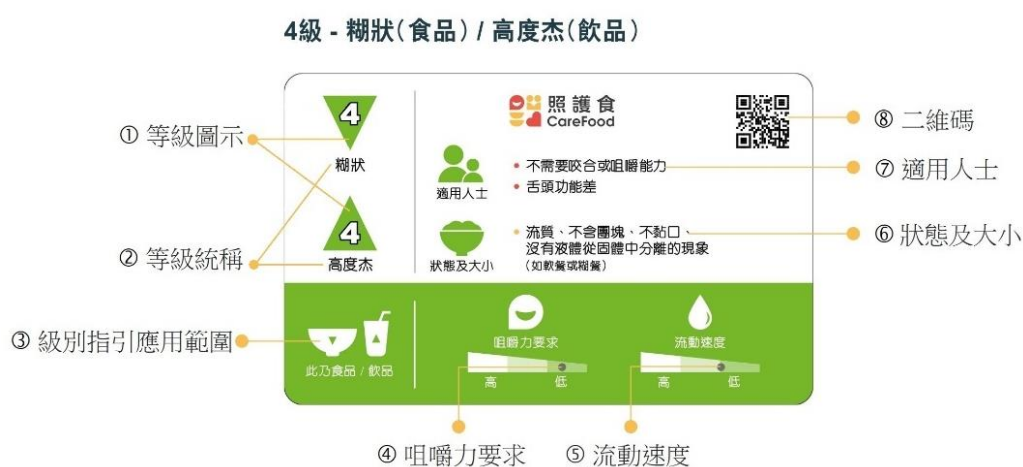 4級 - 糊狀(食品) / 高度杰(飲品)
4
糊狀
4
高度杰
照護食
CareFood
適用人士
• 不需要咬合或咀嚼能力
• 舌頭功能差
狀態及大小
• 流質、不含團塊、不黏口、
沒有液體從固體中分離的現象
(如軟餐或糊餐)
此乃食品 / 飲品
咀嚼力要求
高 低
流動速度
高 低
① 等級圖示
② 等級統稱
③ 級別指引應用範圍
④ 咀嚼力要求
⑤ 流動速度
⑥ 狀態及大小
⑦ 適用人士
⑧ 二維碼